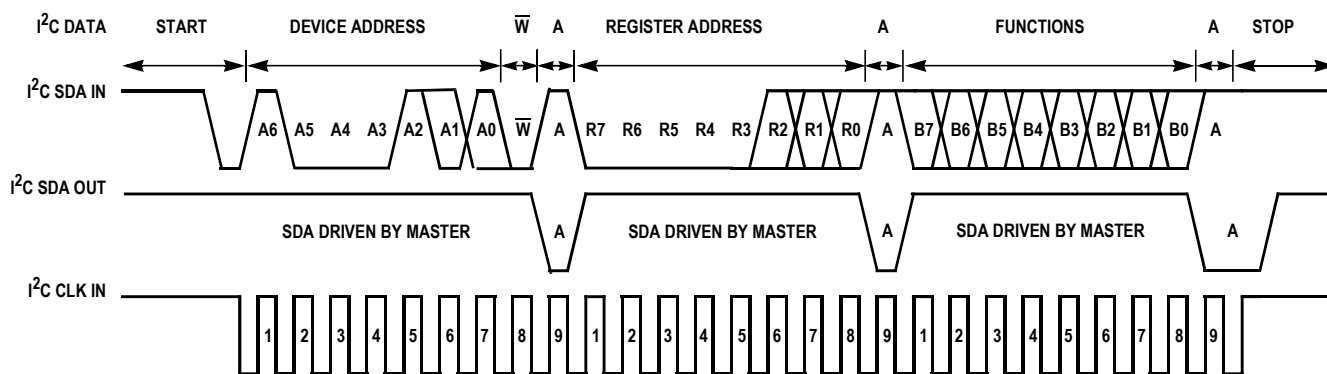 I²C DATA START DEVICE ADDRESS W̅ A REGISTER ADDRESS A FUNCTIONS A STOP
I²C SDA IN
A6 A5 A4 A3 A2 A1 A0 W̅ A R7 R6 R5 R4 R3 R2 R1 R0 A B7 B6 B5 B4 B3 B2 B1 B0 A
I²C SDA OUT
SDA DRIVEN BY MASTER A SDA DRIVEN BY MASTER A SDA DRIVEN BY MASTER A
I²C CLK IN
1 2 3 4 5 6 7 8 9 1 2 3 4 5 6 7 8 9 1 2 3 4 5 6 7 8 9